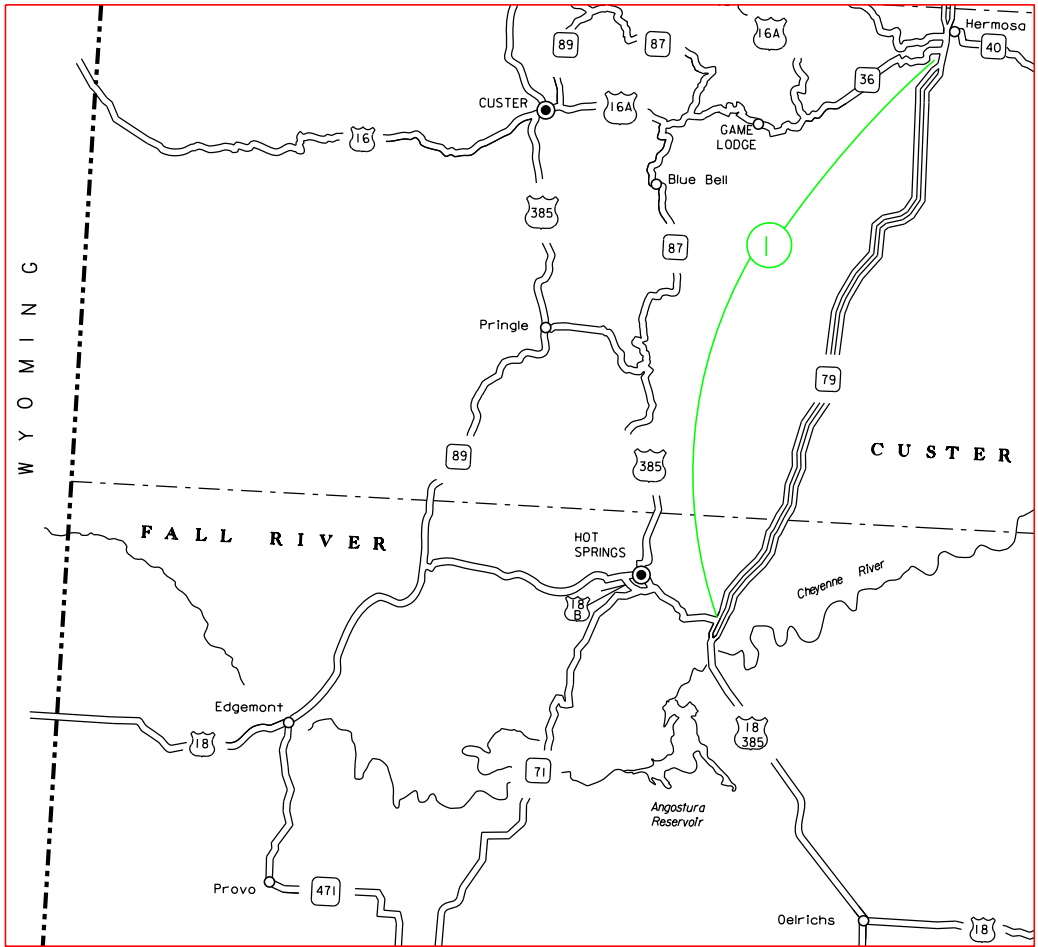 Hermosa
16A
89
87
40
36
CUSTER
16A
16
GAME
LODGE
Blue Bell
385
87
1
WYOMING
Pringle
79
CUSTER
89
385
FALL RIVER
HOT
SPRINGS
Cheyenne River
18
B
Edgemont
18
18
385
71
Angostura
Reservoir
Provo
471
Oelrichs
18